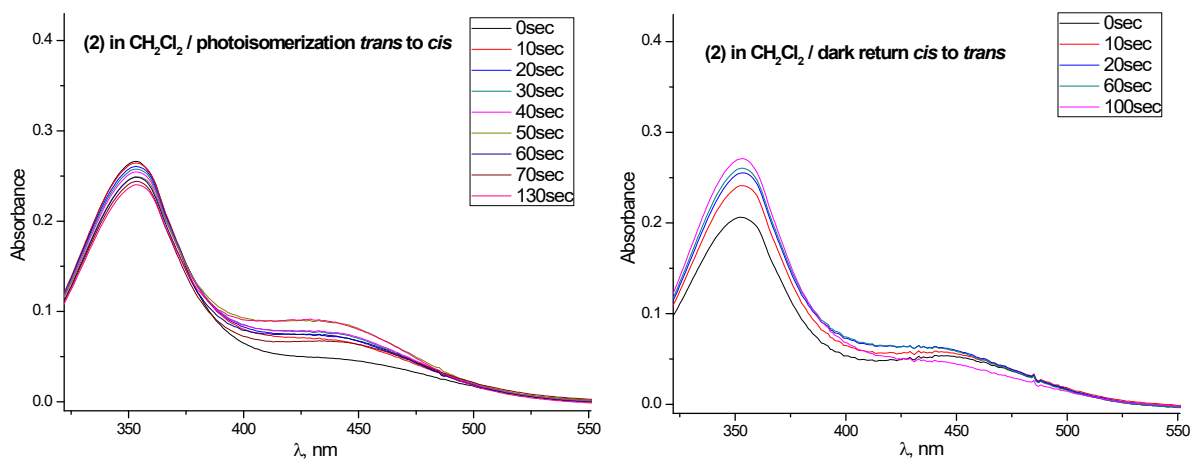 (2) in CH₂Cl₂ / photoisomerization trans to cis
0sec
10sec
20sec
30sec
40sec
50sec
60sec
70sec
130sec
0.4
0.3
0.2
0.1
0.0
Absorbance
350
400
450
500
550
λ, nm
(2) in CH₂Cl₂ / dark return cis to trans
0sec
10sec
20sec
60sec
100sec
0.4
0.3
0.2
0.1
0.0
Absorbance
350
400
450
500
550
λ, nm